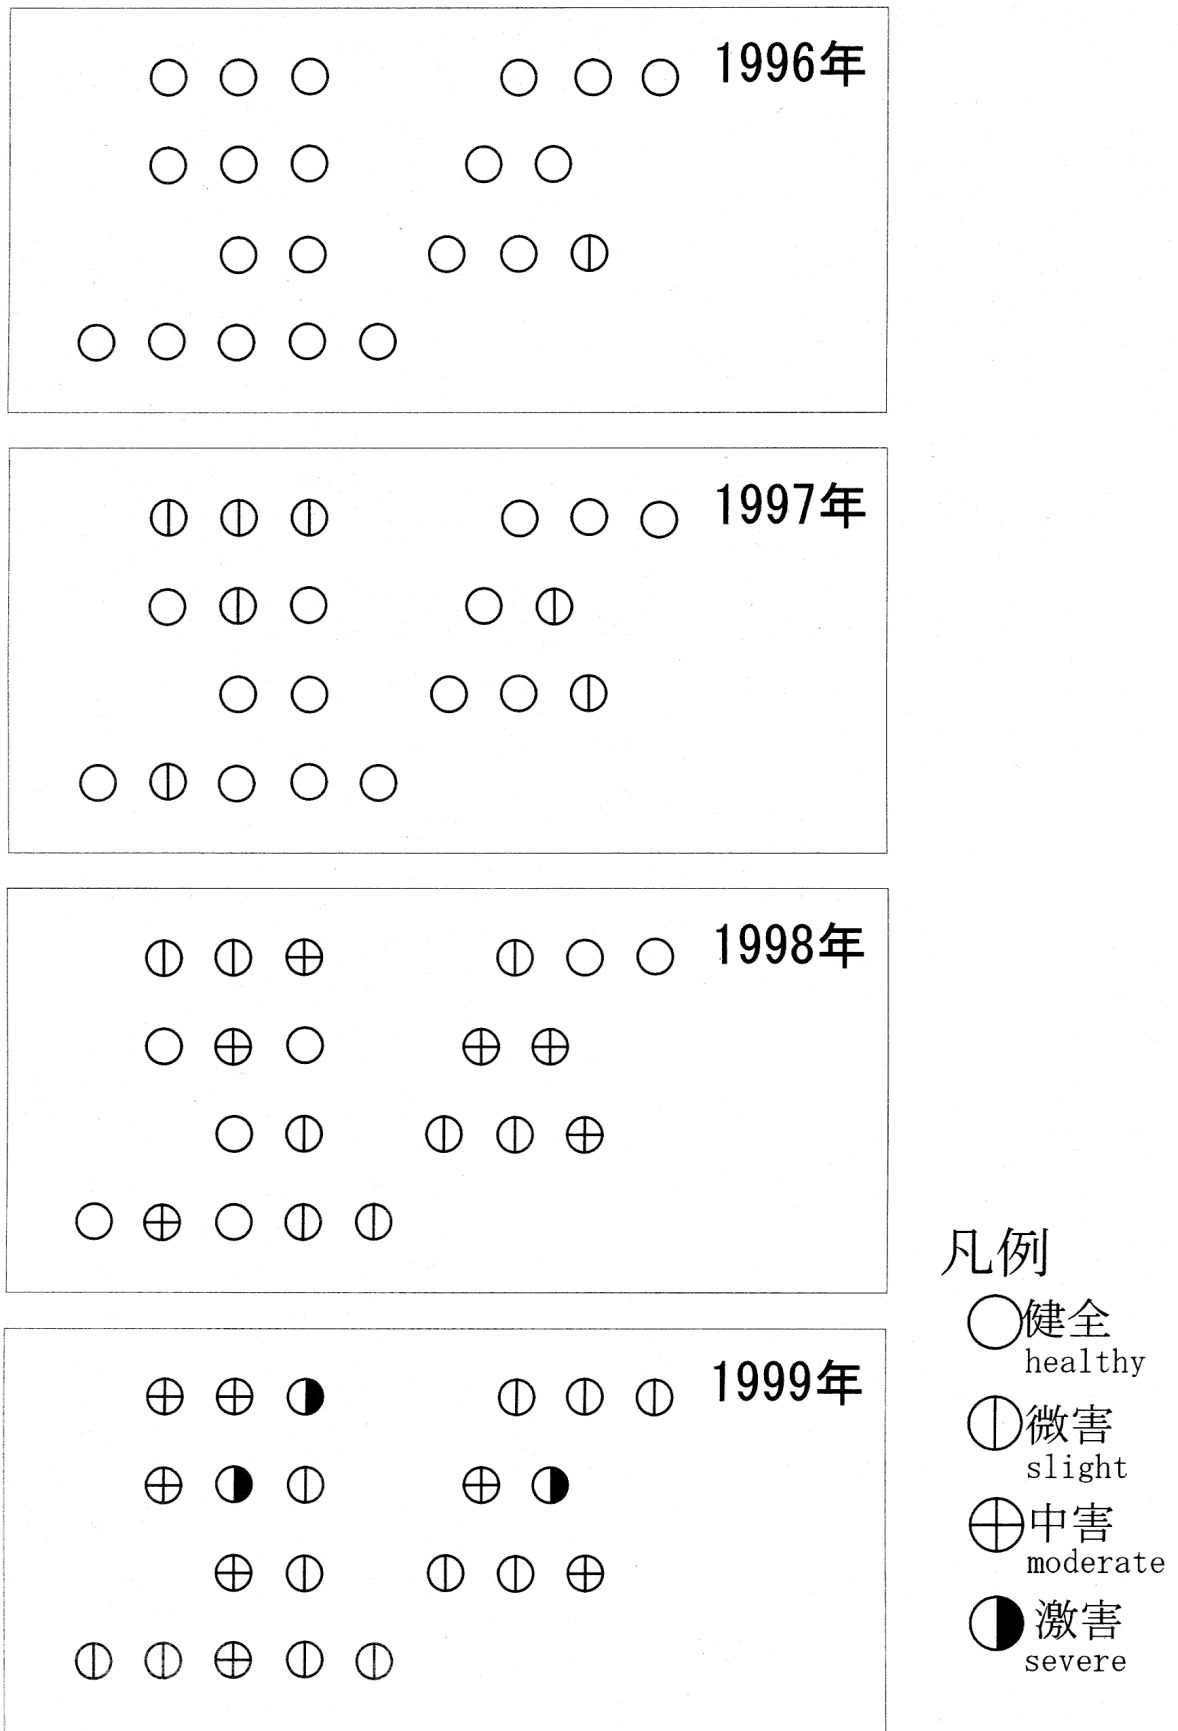 1996年
1997年
1998年
1999年
凡例
健全
healthy
微害
slight
中害
moderate
激害
severe